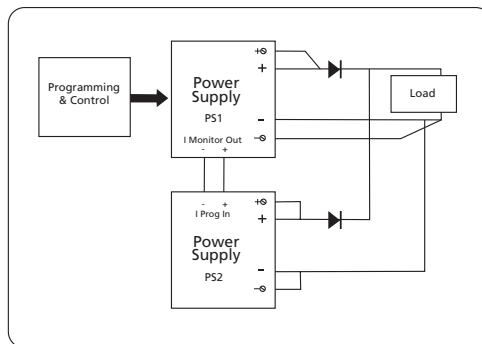 Programming
& Control
Power
Supply
PS1
I Monitor Out
- +
+
−
+
−
Load
- +
I Prog In
Power
Supply
PS2
+
+
−
−